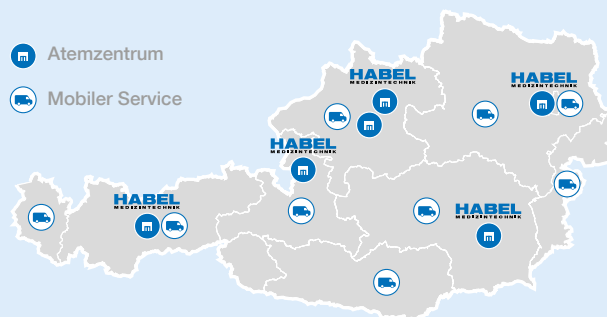 Atemzentrum
Mobiler Service
HABEL
MEDIZINTECHNIK
HABEL
MEDIZINTECHNIK
HABEL
MEDIZINTECHNIK
HABEL
MEDIZINTECHNIK
HABEL
MEDIZINTECHNIK